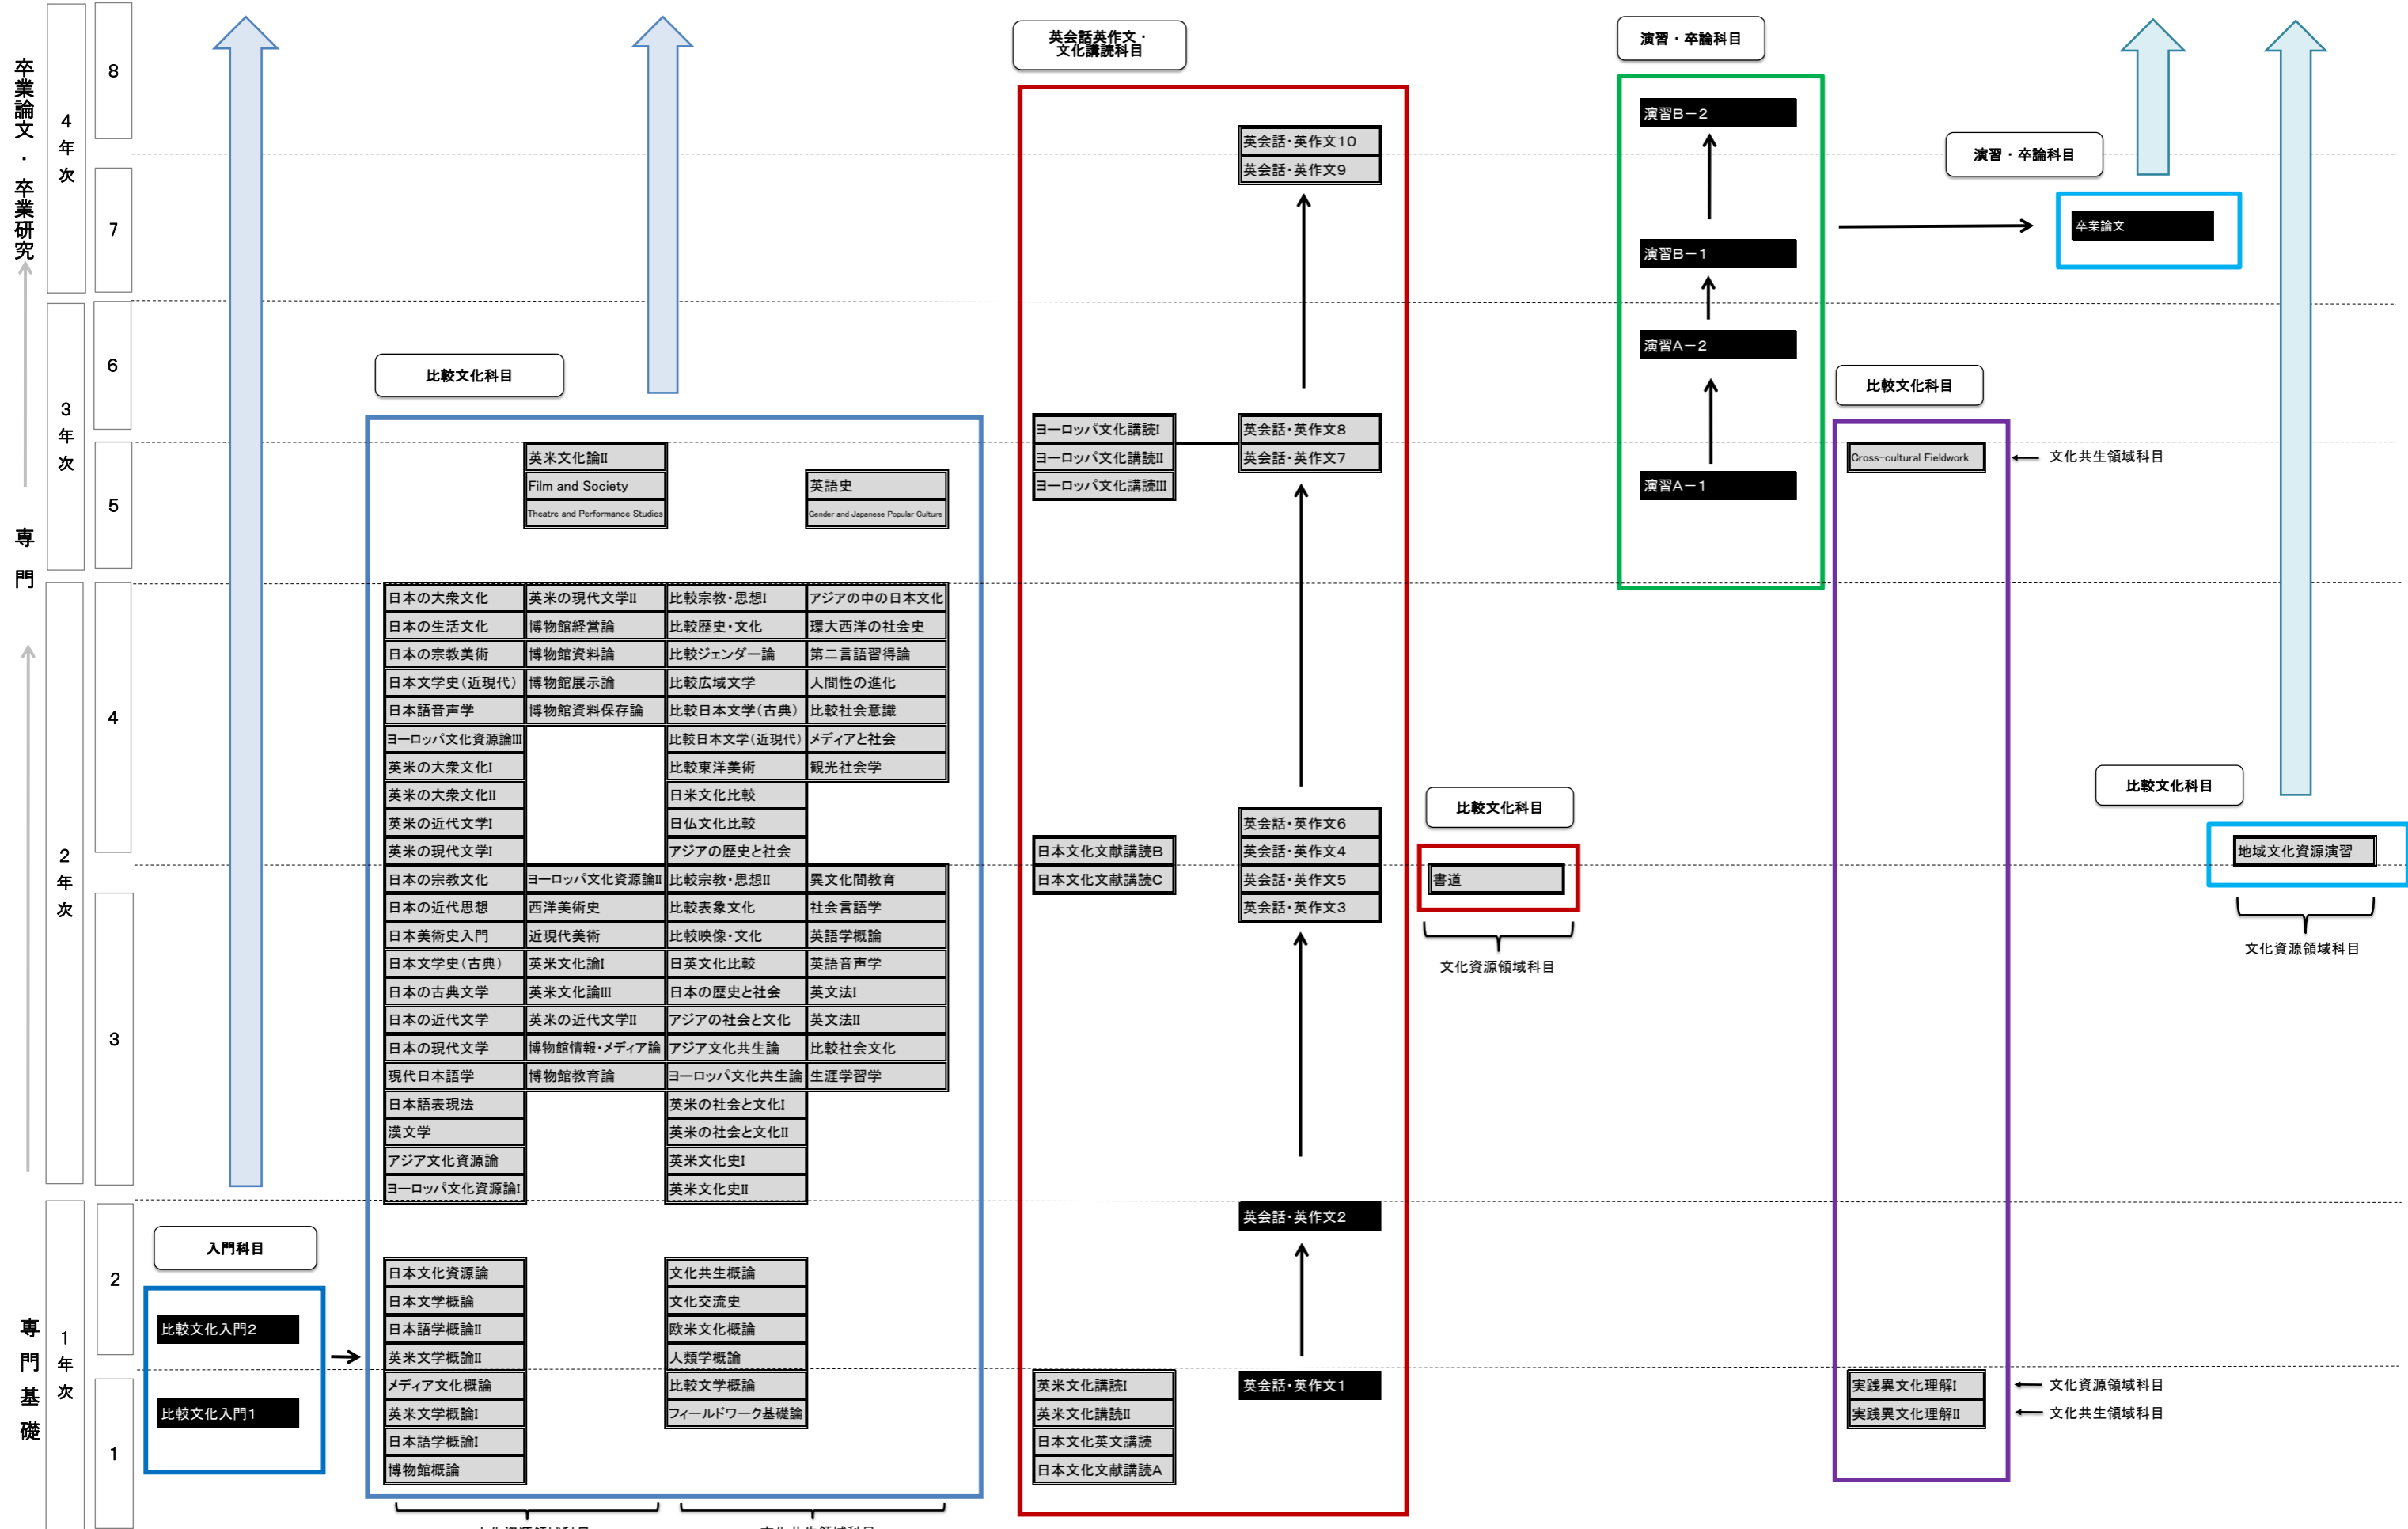 卒業論文・卒業研究
専門
専門基礎
4年次
3年次
2年次
1年次
8
7
6
5
4
3
2
1
入門科目
比較文化入門2
比較文化入門1
比較文化科目
英米文化論II
Film and Society
英語史
Theatre and Performance Studies
Gender and Japanese Popular Culture
日本の大衆文化 英米の現代文学II 比較宗教・思想I アジアの中の日本文化
日本の生活文化 博物館経営論 比較歴史・文化 環大西洋の社会史
日本の宗教美術 博物館資料論 比較ジェンダー論 第二言語習得論
日本文学史(近現代) 博物館展示論 比較広域文学 人間性の進化
日本語音声学 博物館資料保存論 比較日本文学(古典) 比較社会意識
ヨーロッパ文化資源論III 比較日本文学(近現代) メディアと社会
英米の大衆文化I 比較東洋美術 観光社会学
英米の大衆文化II 日米文化比較
英米の近代文学I 日仏文化比較
英米の現代文学I アジアの歴史と社会
日本の宗教文化 ヨーロッパ文化資源論II 比較宗教・思想II 異文化間教育
日本の近代思想 西洋美術史 比較表象文化 社会言語学
日本美術史入門 近現代美術 比較映像・文化 英語学概論
日本文学史(古典) 英米文化論I 日英文化比較 英語音声学
日本の古典文学 英米文化論III 日本の歴史と社会 英文法I
日本の近代文学 英米の近代文学II アジアの社会と文化 英文法II
日本の現代文学 博物館情報・メディア論 アジア文化共生論 比較社会文化
現代日本語学 博物館教育論 ヨーロッパ文化共生論 生涯学習学
日本語表現法 英米の社会と文化I
漢文学 英米の社会と文化II
アジア文化資源論 英米文化史I
ヨーロッパ文化資源論I 英米文化史II
日本文化資源論 文化共生概論
日本文学概論 文化交流史
日本語学概論II 欧米文化概論
英米文学概論II 人類学概論
メディア文化概論 比較文学概論
英米文学概論I フィールドワーク基礎論
日本語学概論I
博物館概論
英会話英作文・
文化講読科目
英会話・英作文10
英会話・英作文9
ヨーロッパ文化講読I 英会話・英作文8
ヨーロッパ文化講読II 英会話・英作文7
ヨーロッパ文化講読III
英会話・英作文6
日本文化文献講読B 英会話・英作文4
日本文化文献講読C 英会話・英作文5
英会話・英作文3
英会話・英作文2
英米文化講読I 英会話・英作文1
英米文化講読II
日本文化英文講読
日本文化文献講読A
比較文化科目
書道
文化資源領域科目
演習・卒論科目
演習B−2
演習B−1
演習A−2
演習A−1
演習・卒論科目
卒業論文
比較文化科目
Cross-cultural Fieldwork
文化共生領域科目
実践異文化理解I
文化資源領域科目
実践異文化理解II
文化共生領域科目
比較文化科目
地域文化資源演習
文化資源領域科目